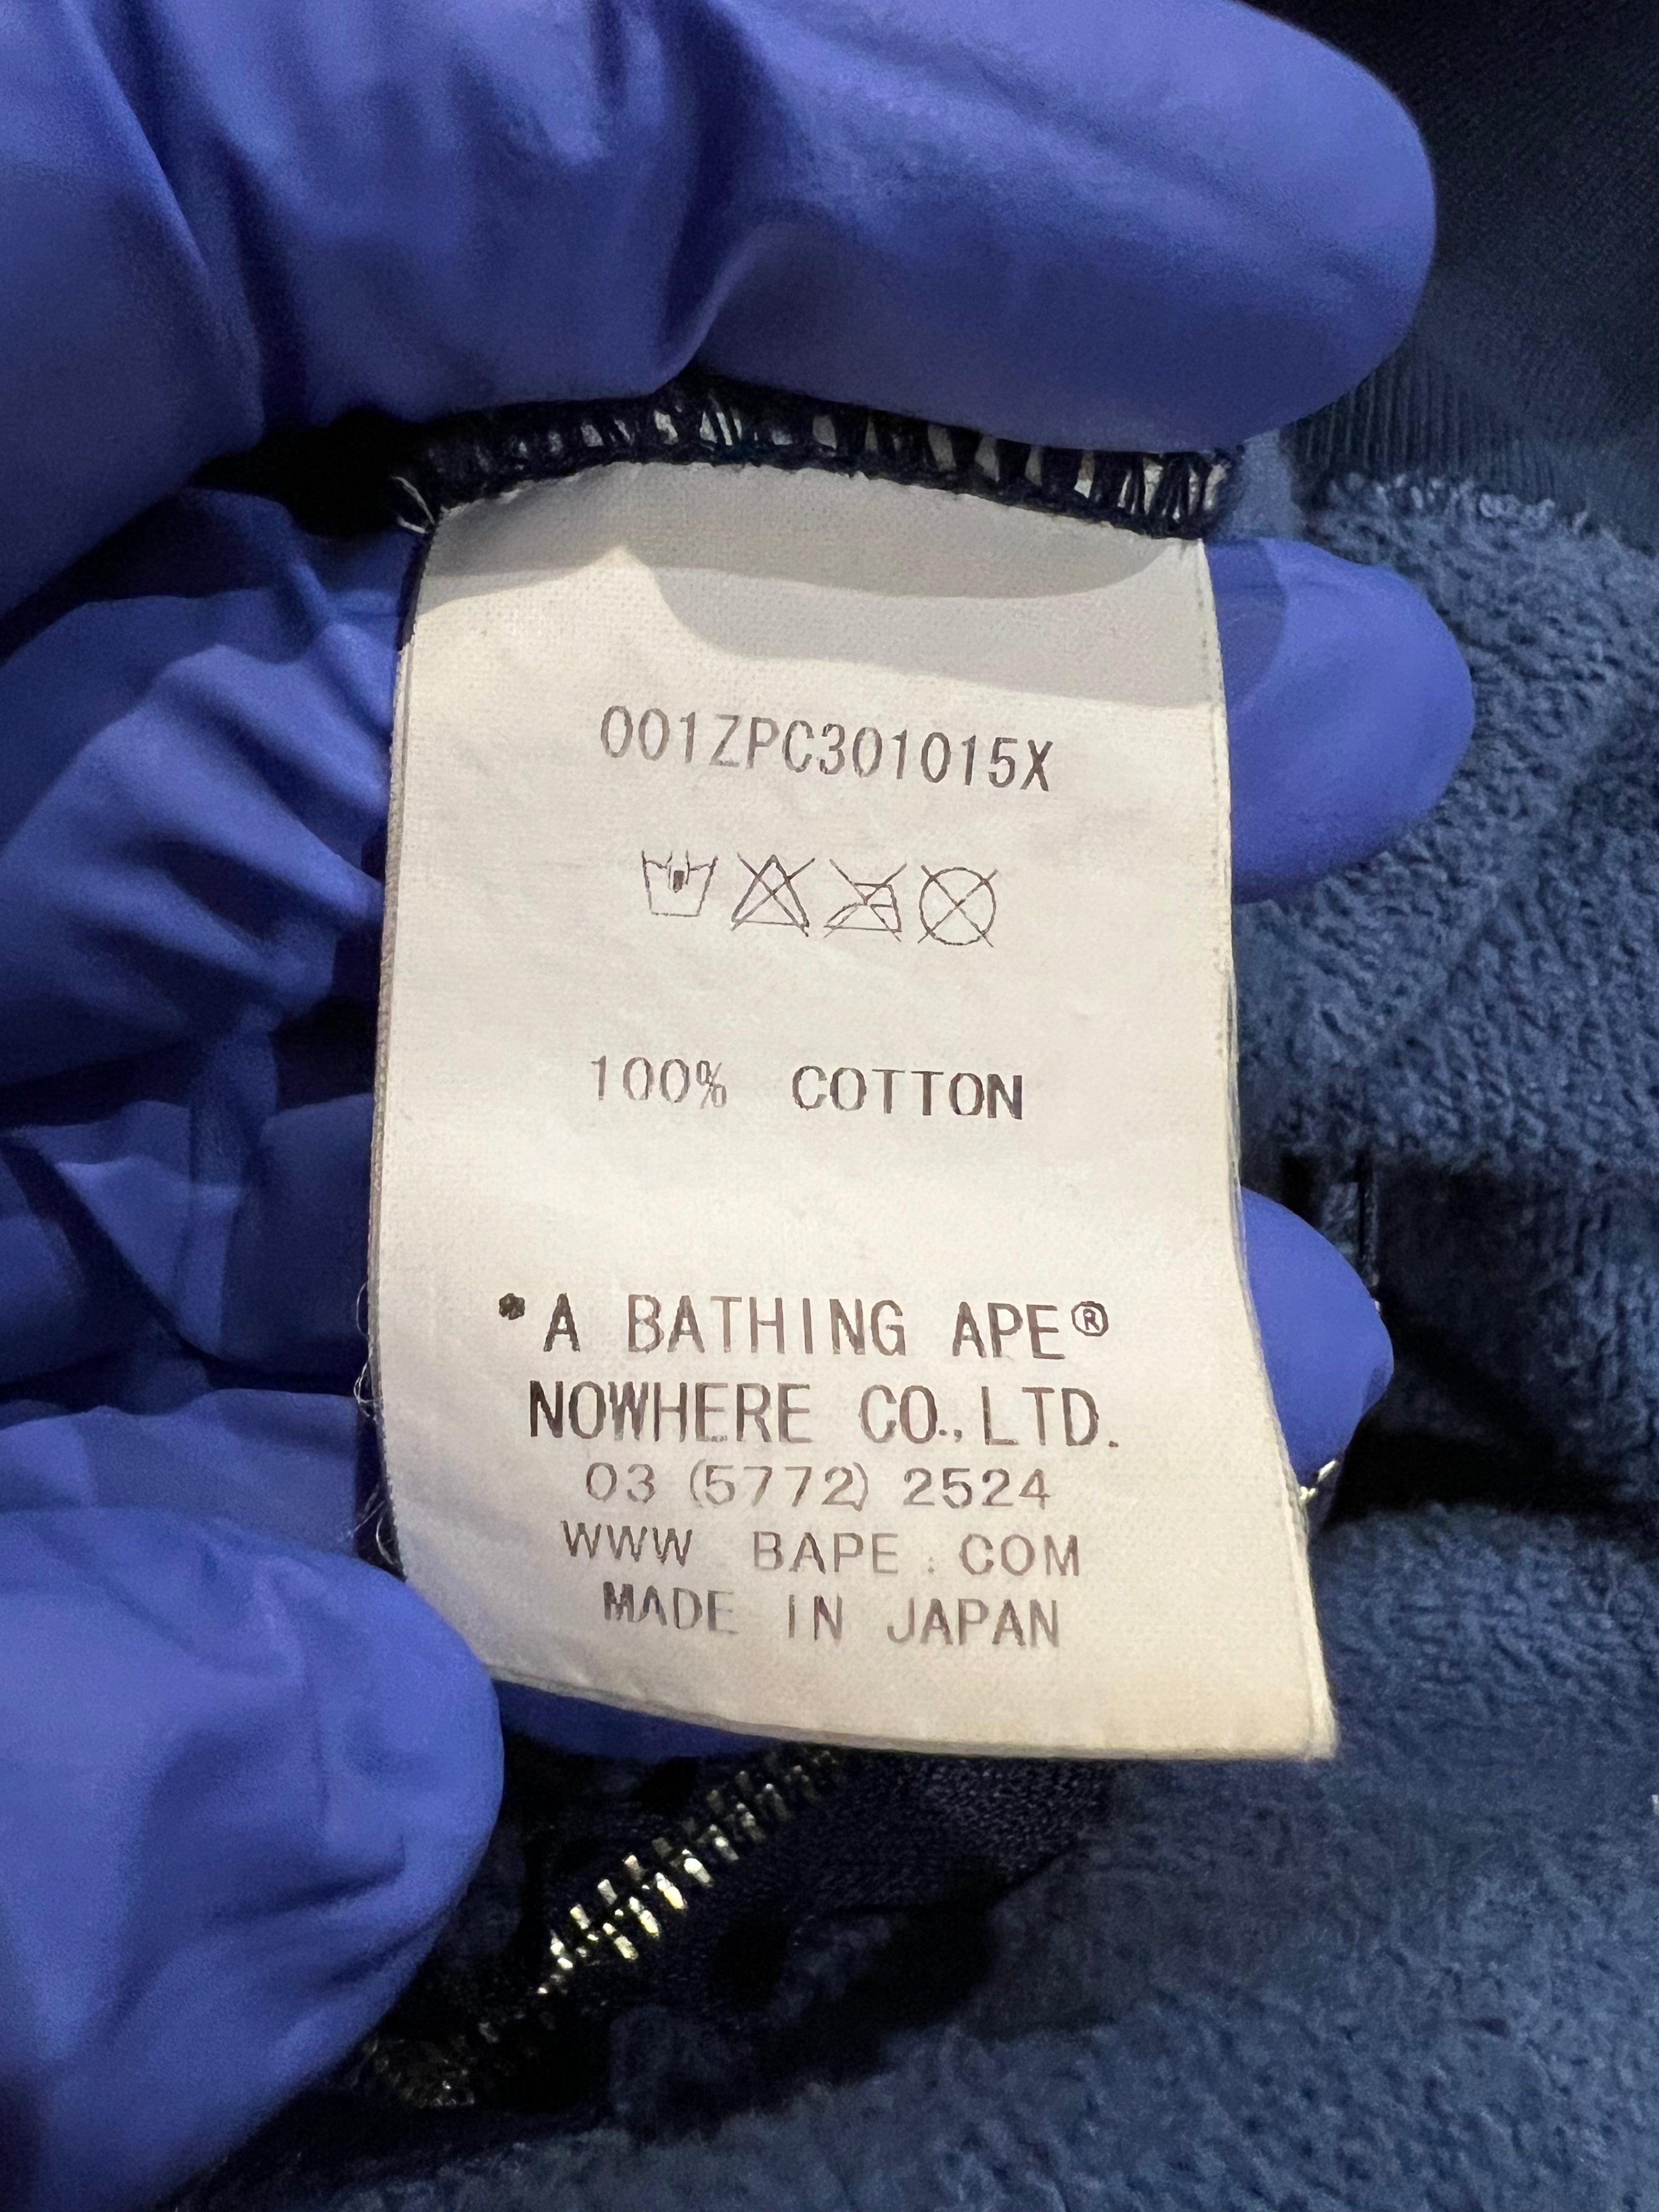 001ZPC301015X
100% COTTON
A BATHING APE®
NOWHERE CO., LTD.
03 (5772) 2524
WWW BAPE . COM
MADE IN JAPAN